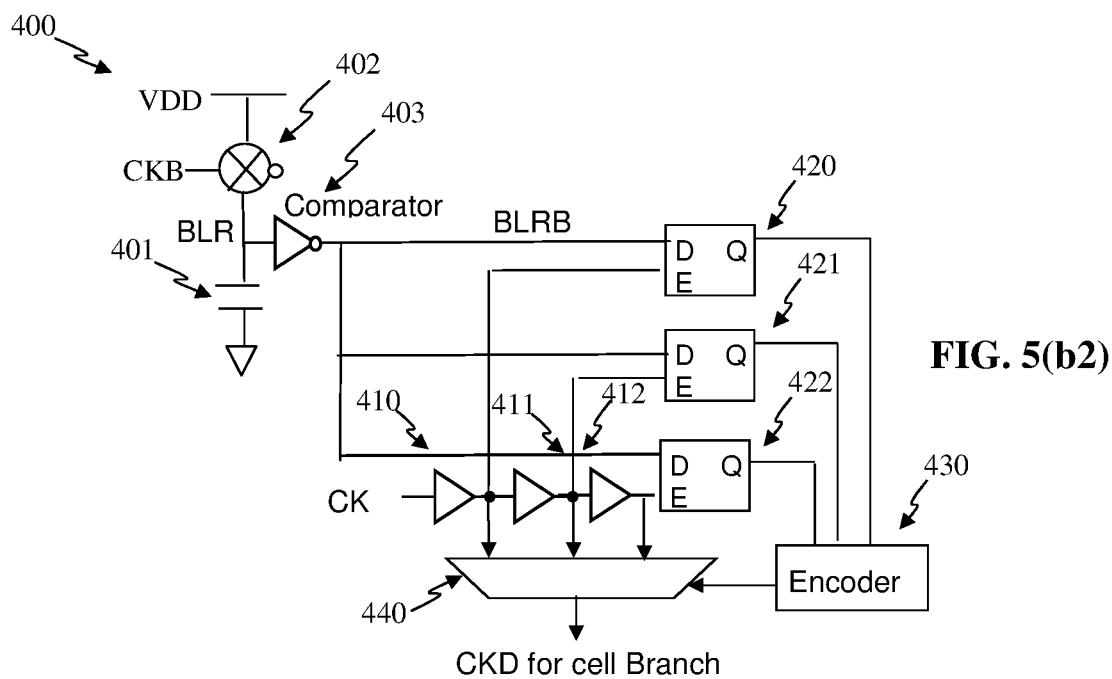 400
402
VDD
403
CKB
420
Comparator
BLR
BLRB
D Q
401
E
421
D Q
FIG. 5(b2)
E
410
411
412
422
D Q
430
CK
E
Encoder
440
CKD for cell Branch